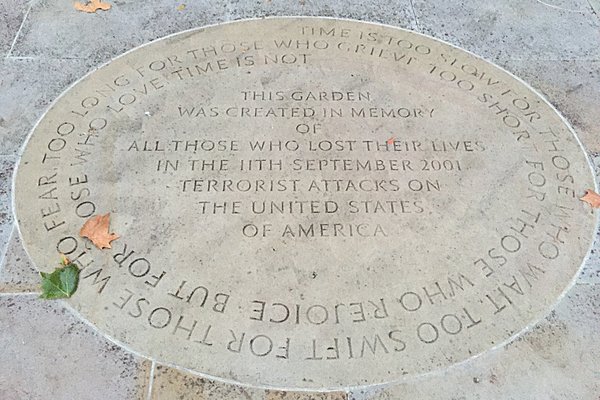 TIME IS TOO SLOW FOR THOSE WHO WAIT TOO SWIFT FOR THOSE WHO FEAR TOO LONG FOR THOSE WHO GRIEVE TOO SHORT FOR THOSE WHO REJOICE BUT FOR THOSE WHO LOVE TIME IS NOT
THIS GARDEN
WAS CREATED IN MEMORY
OF
ALL THOSE WHO LOST THEIR LIVES
IN THE 11TH SEPTEMBER 2001
TERRORIST ATTACKS ON
THE UNITED STATES
OF AMERICA